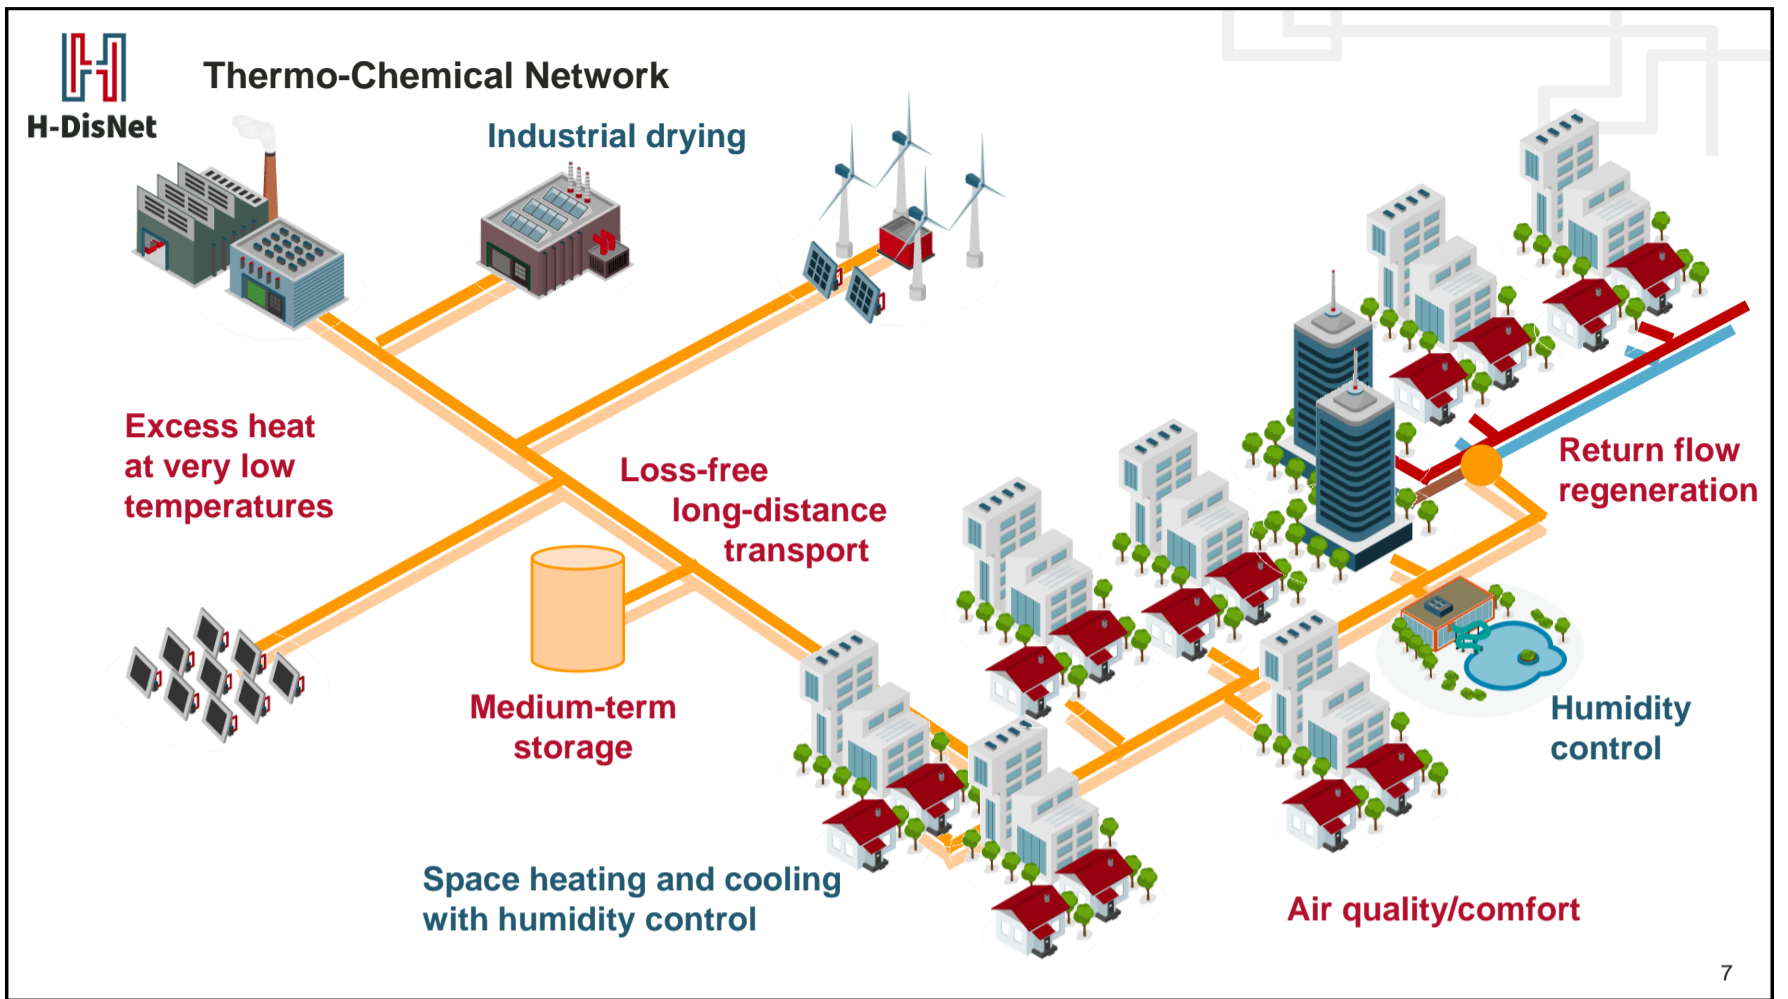 H-DisNet
Thermo-Chemical Network
Industrial drying
Excess heat
at very low
temperatures
Loss-free
long-distance
transport
Return flow
regeneration
Medium-term
storage
Humidity
control
Space heating and cooling
with humidity control
Air quality/comfort
7